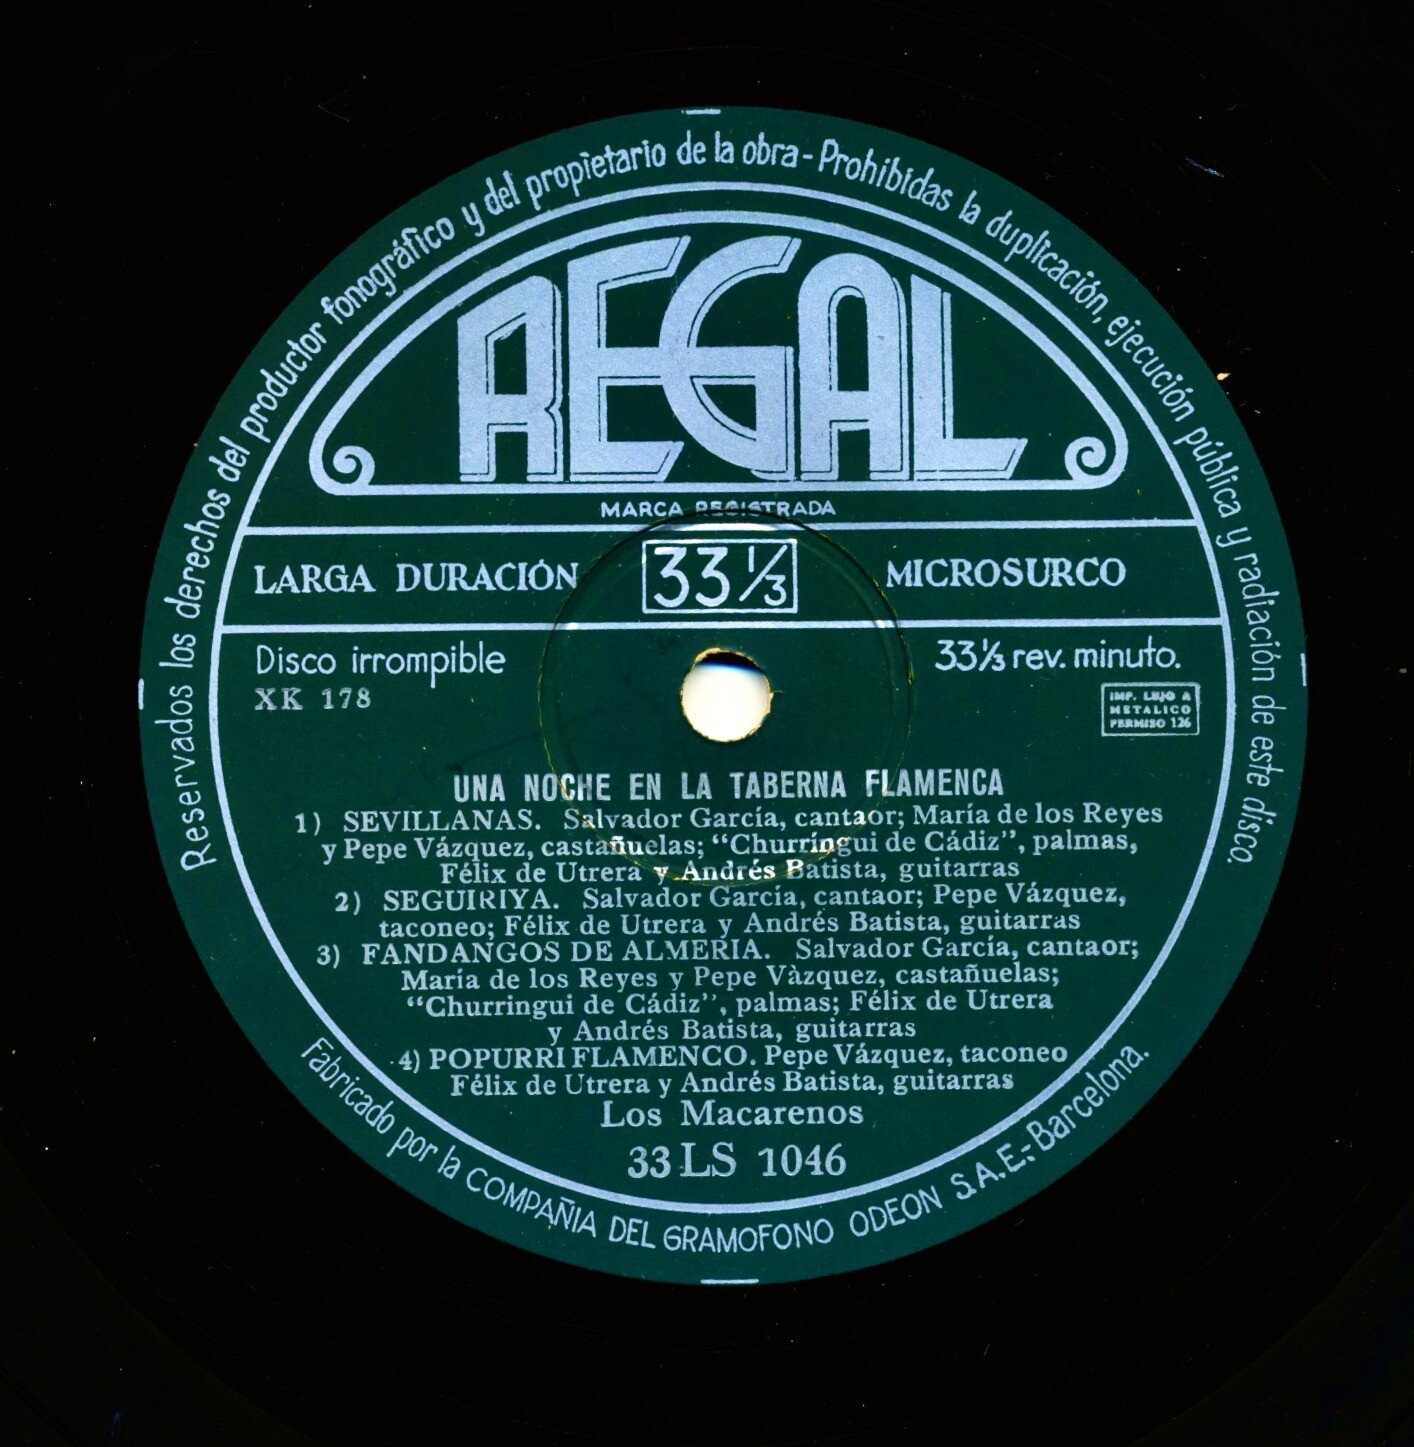 Reservados los derechos del productor fonográfico y del propietario de la obra - Prohibidas la duplicación, ejecución pública y radiación de este disco.
REGAL
MARCA REGISTRADA
LARGA DURACIÓN 33 1/3 MICROSURCO
Disco irrompible 33 1/3 rev. minuto.
XK 178
IMP. LUJO A
METALICO
PERMISO 126
UNA NOCHE EN LA TABERNA FLAMENCA
1) SEVILLANAS. Salvador García, cantaor; María de los Reyes
y Pepe Vázquez, castañuelas; “Churríngui de Cádiz”, palmas,
Félix de Utrera y Andrés Batista, guitarras
2) SEGUIRIYA. Salvador García, cantaor; Pepe Vázquez,
taconeo; Félix de Utrera y Andrés Batista, guitarras
3) FANDANGOS DE ALMERIA. Salvador García, cantaor;
María de los Reyes y Pepe Vàzquez, castañuelas;
“Churringui de Cádiz”, palmas; Félix de Utrera
y Andrés Batista, guitarras
4) POPURRI FLAMENCO. Pepe Vázquez, taconeo
Félix de Utrera y Andrés Batista, guitarras
Los Macarenos
33 LS 1046
Fabricado por la COMPAÑIA DEL GRAMOFONO ODEON S.A.E.-Barcelona.